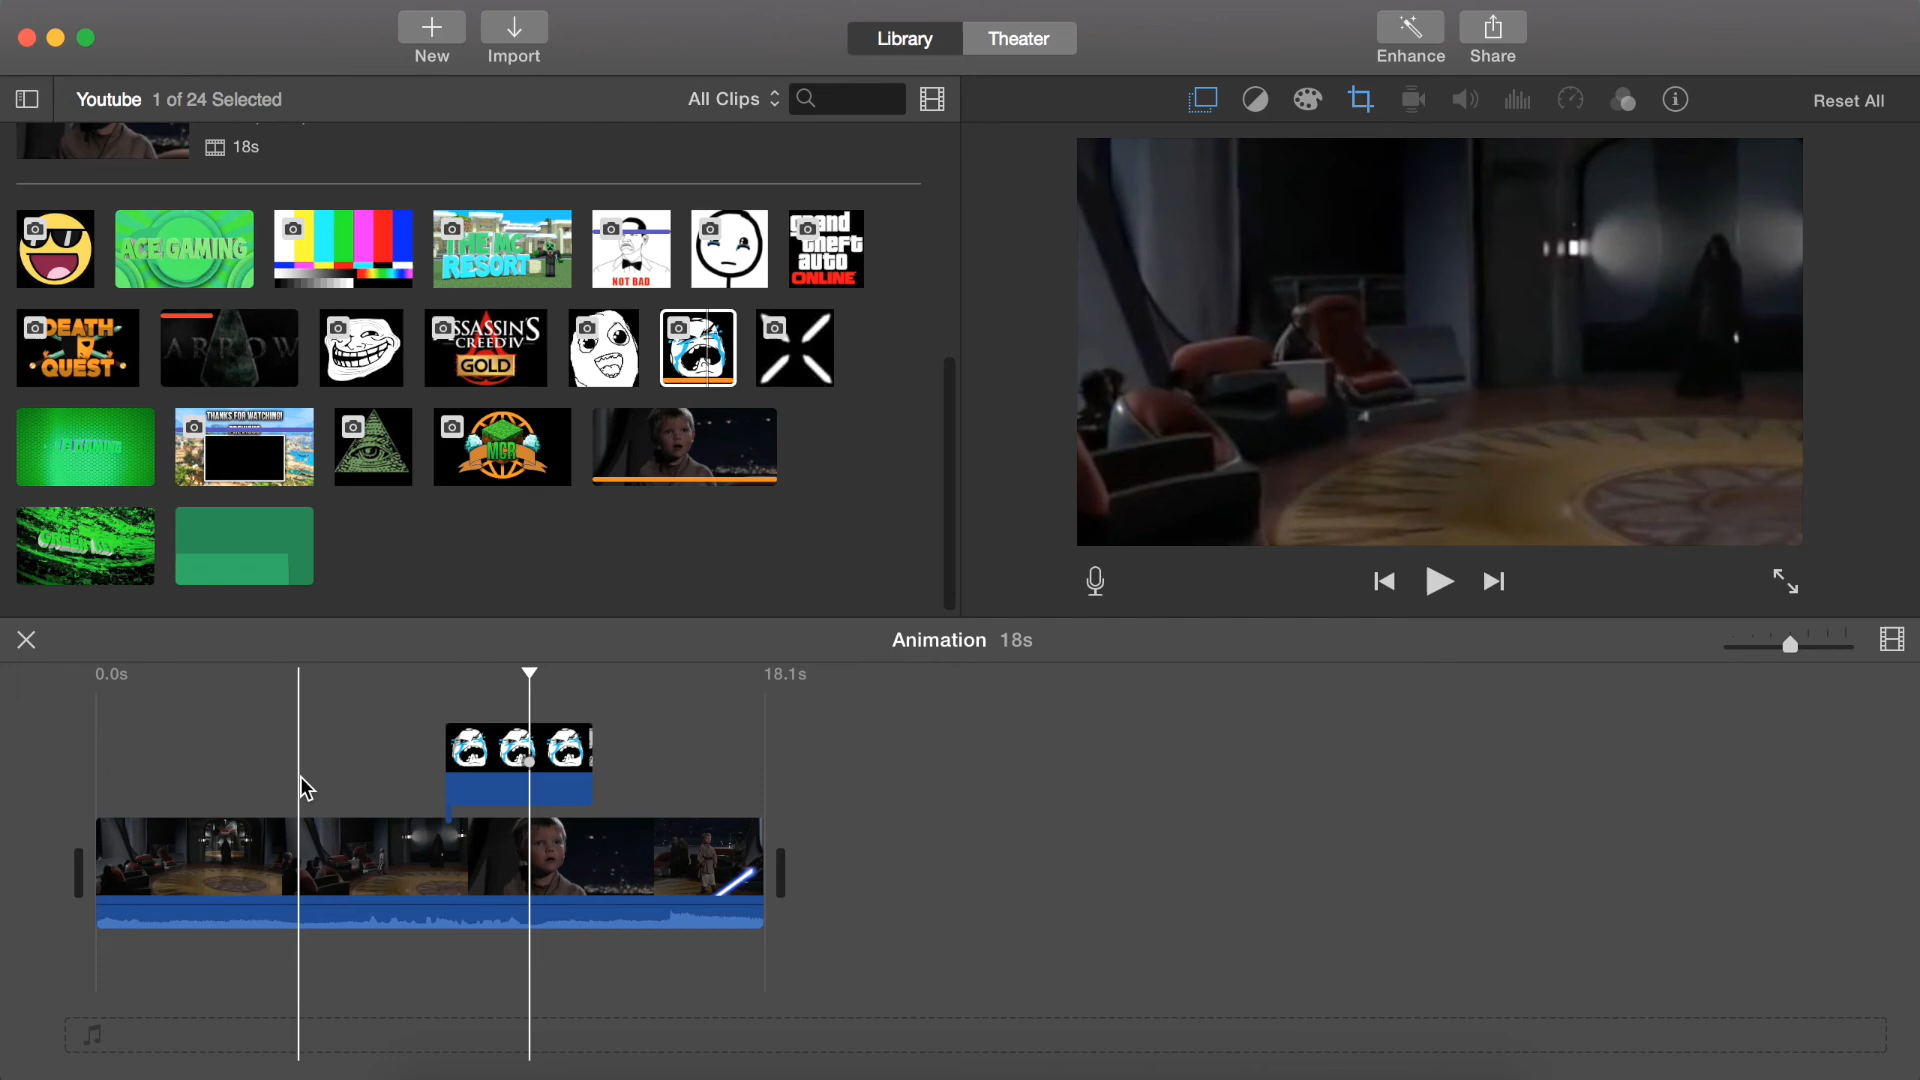 New
Import
Library
Theater
Enhance
Share
Youtube 1 of 24 Selected
All Clips
Reset All
18s
ACE GAMING
THE MC
RESORT
NOT BAD
grand
theft
auto
ONLINE
DEATH
QUEST
ARROW
ASSASSIN'S
CREED IV
GOLD
THANKS FOR WATCHING!
MCR
GREEN
Animation 18s
0.0s
18.1s